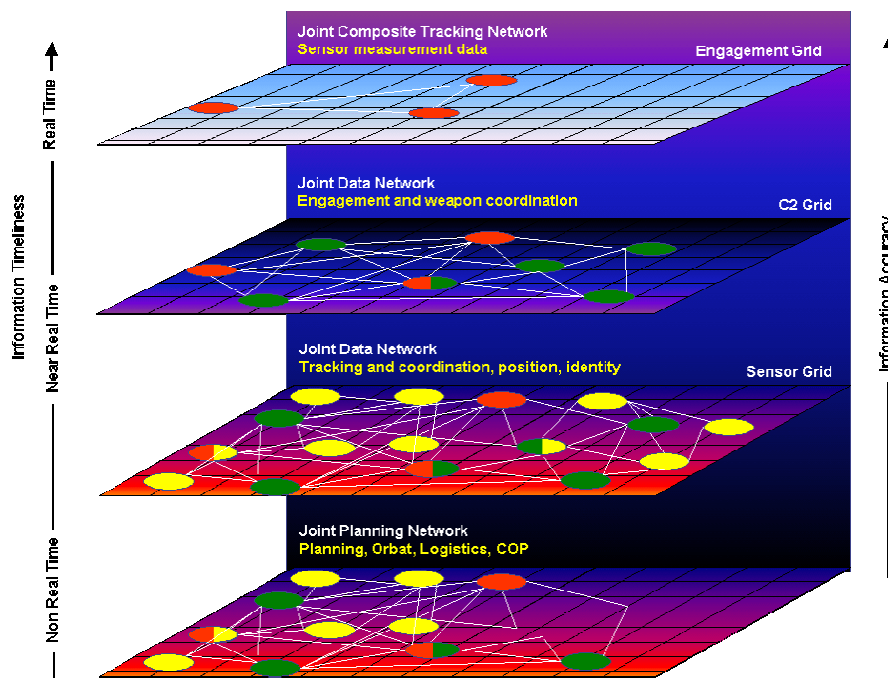 Joint Composite Tracking Network
Sensor measurement data
Engagement Grid
Real Time
Joint Data Network
Engagement and weapon coordination
C2 Grid
Information Timeliness
Near Real Time
Information Accuracy
Joint Data Network
Tracking and coordination, position, identity
Sensor Grid
Joint Planning Network
Planning, Orbat, Logistics, COP
Non Real Time